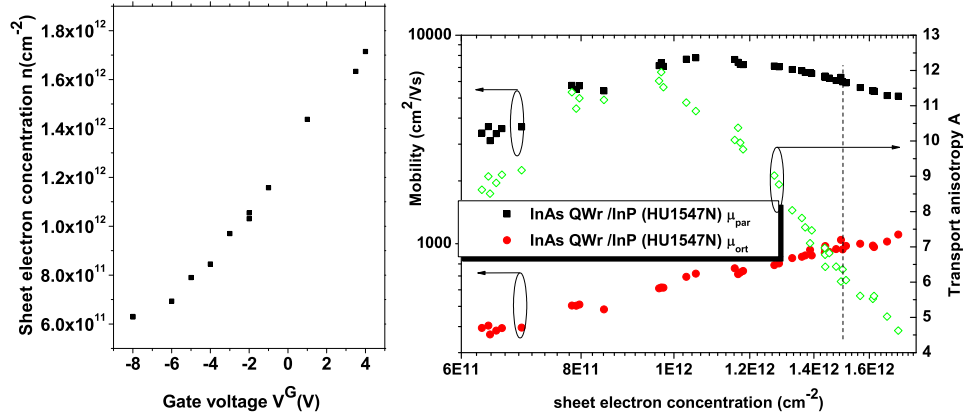 1.8x10^12
1.6x10^12
1.4x10^12
1.2x10^12
1.0x10^12
8.0x10^11
6.0x10^11
Sheet electron concentration n(cm^-2)
-8 -6 -4 -2 0 2 4
Gate voltage V^G(V)
10000
1000
Mobility (cm^2/Vs)
InAs QWr /InP (HU1547N) μ_par
InAs QWr /InP (HU1547N) μ_ort
13
12
11
10
9
8
7
6
5
4
Transport anisotropy A
6E11 8E11 1E12 1.2E12 1.4E12 1.6E12
sheet electron concentration (cm^-2)